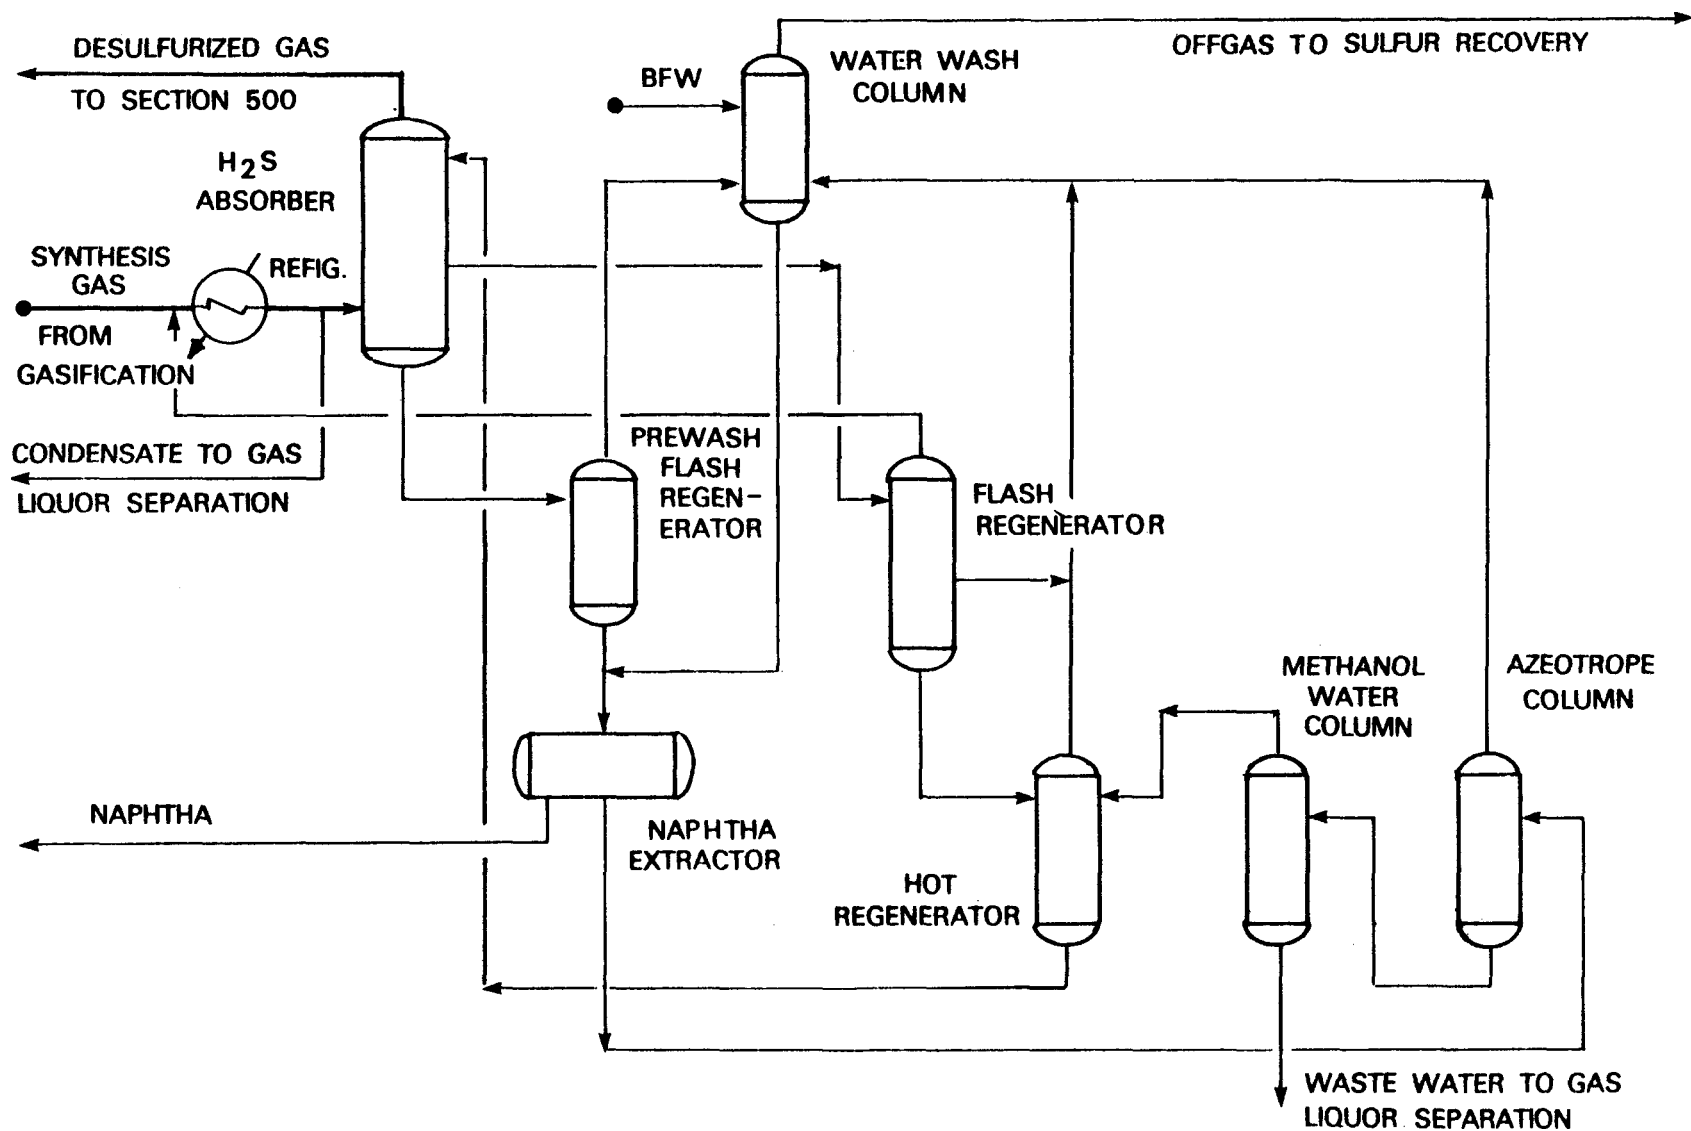 DESULFURIZED GAS
TO SECTION 500
OFFGAS TO SULFUR RECOVERY
WATER WASH
COLUMN
BFW
H2S
ABSORBER
SYNTHESIS
GAS
REFIG.
FROM
GASIFICATION
CONDENSATE TO GAS
LIQUOR SEPARATION
PREWASH
FLASH
REGEN-
ERATOR
FLASH
REGENERATOR
METHANOL
WATER
COLUMN
AZEOTROPE
COLUMN
NAPHTHA
NAPHTHA
EXTRACTOR
HOT
REGENERATOR
WASTE WATER TO GAS
LIQUOR SEPARATION